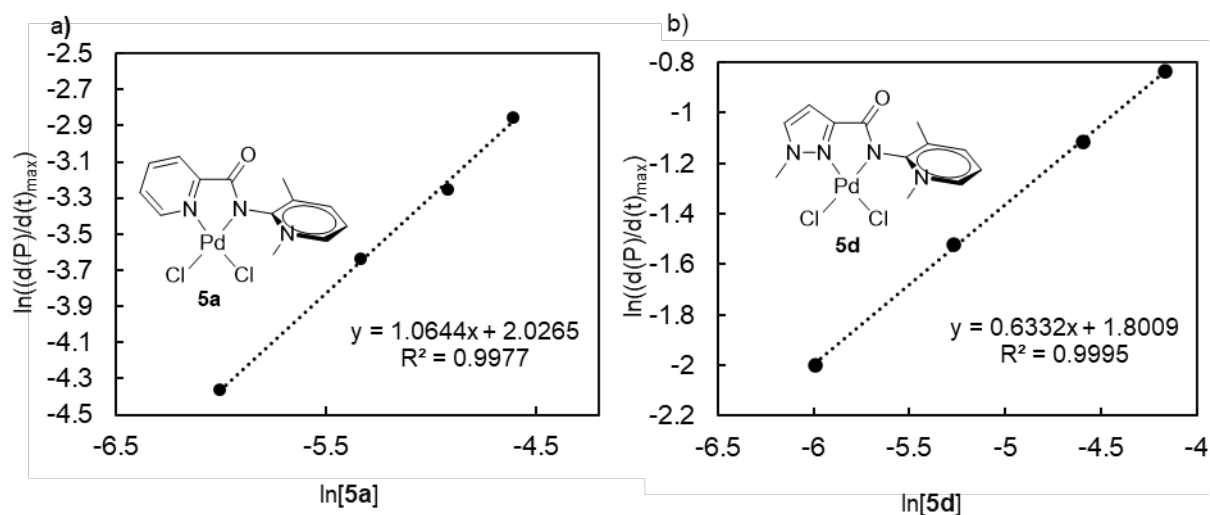 a)
-2.5
-2.7
-2.9
-3.1
-3.3
-3.5
-3.7
-3.9
-4.1
-4.3
-4.5
ln((d(P)/d(t)max)
O
N
N
N
Pd
Cl
Cl
5a
y = 1.0644x + 2.0265
R² = 0.9977
-6.5
-5.5
-4.5
ln[5a]
b)
-0.8
-1
-1.2
-1.4
-1.6
-1.8
-2
-2.2
ln((d(P)/d(t)max)
O
N
N
N
N
Pd
Cl
Cl
5d
y = 0.6332x + 1.8009
R² = 0.9995
-6.5
-6
-5.5
-5
-4.5
-4
ln[5d]